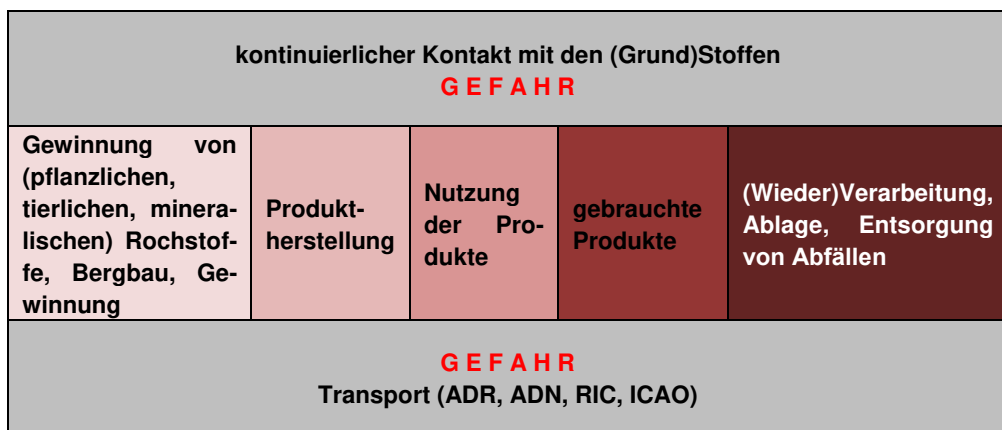 kontinuierlicher Kontakt mit den (Grund)Stoffen
G E F A H R
Gewinnung von
(pflanzlichen,
tierlichen, minera-
lischen) Rochstof-
fe, Bergbau, Ge-
winnung
Produkt-
herstellung
Nutzung
der Pro-
dukte
gebrauchte
Produkte
(Wieder)Verarbeitung,
Ablage, Entsorgung
von Abfällen
G E F A H R
Transport (ADR, ADN, RIC, ICAO)